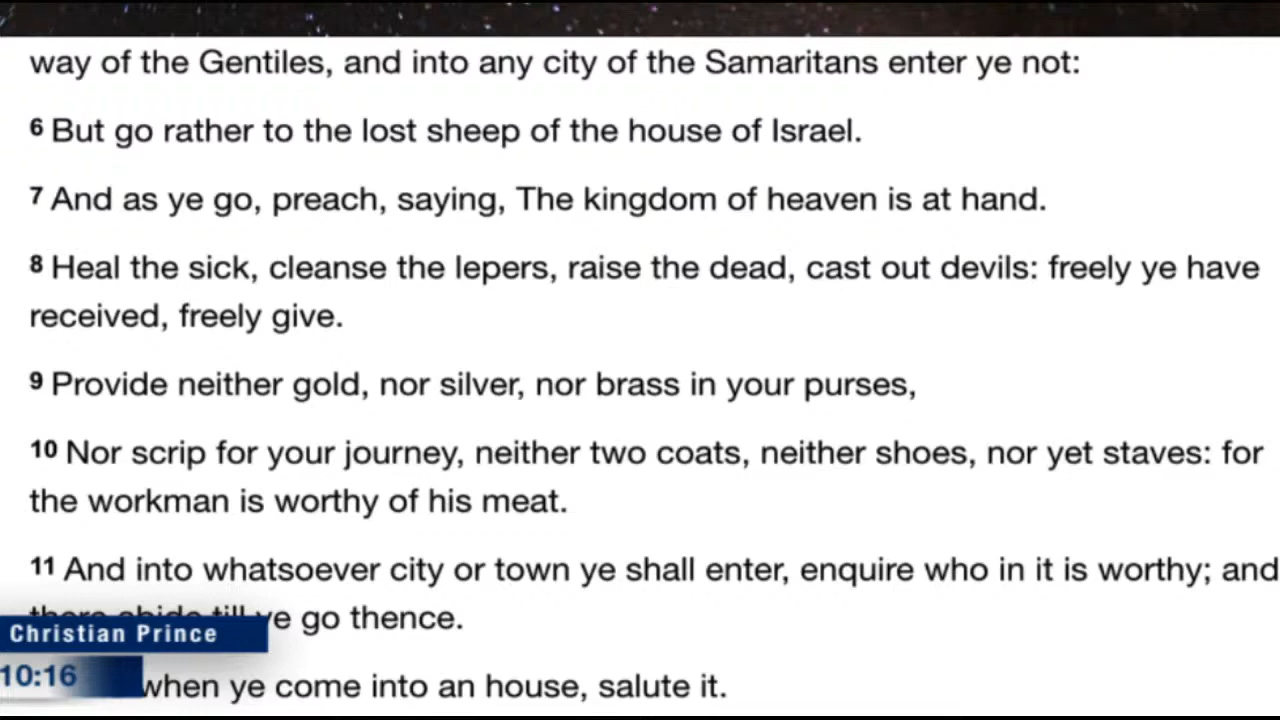 way of the Gentiles, and into any city of the Samaritans enter ye not:
6 But go rather to the lost sheep of the house of Israel.
7 And as ye go, preach, saying, The kingdom of heaven is at hand.
8 Heal the sick, cleanse the lepers, raise the dead, cast out devils: freely ye have
received, freely give.
9 Provide neither gold, nor silver, nor brass in your purses,
10 Nor scrip for your journey, neither two coats, neither shoes, nor yet staves: for
the workman is worthy of his meat.
11 And into whatsoever city or town ye shall enter, enquire who in it is worthy; and
there abide till ye go thence.
Christian Prince
10:16
when ye come into an house, salute it.